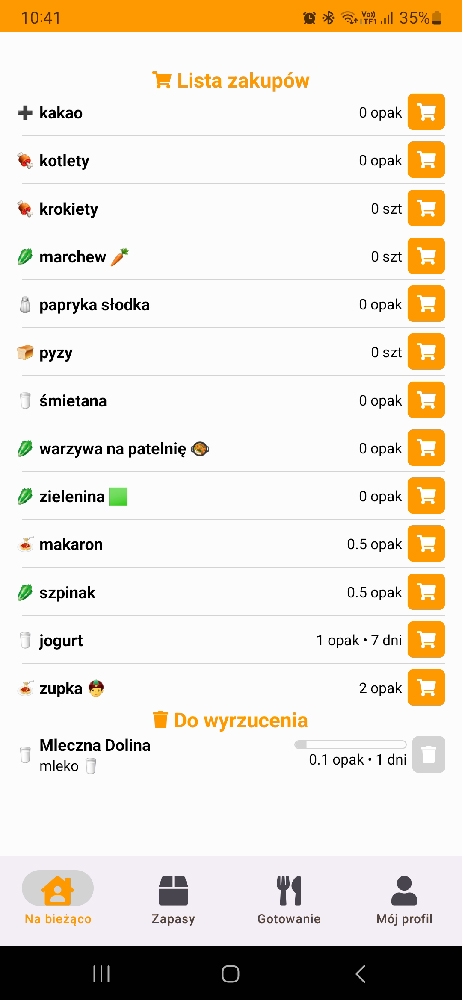 10:41
Vo)) LTE1 35%
Lista zakupów
kakao 0 opak
kotlety 0 opak
krokiety 0 szt
marchew 0 szt
papryka słodka 0 opak
pyzy 0 szt
śmietana 0 opak
warzywa na patelnię 0 opak
zielenina 0 opak
makaron 0.5 opak
szpinak 0.5 opak
jogurt 1 opak • 7 dni
zupka 2 opak
Do wyrzucenia
Mleczna Dolina
mleko 0.1 opak • 1 dni
Na bieżąco Zapasy Gotowanie Mój profil